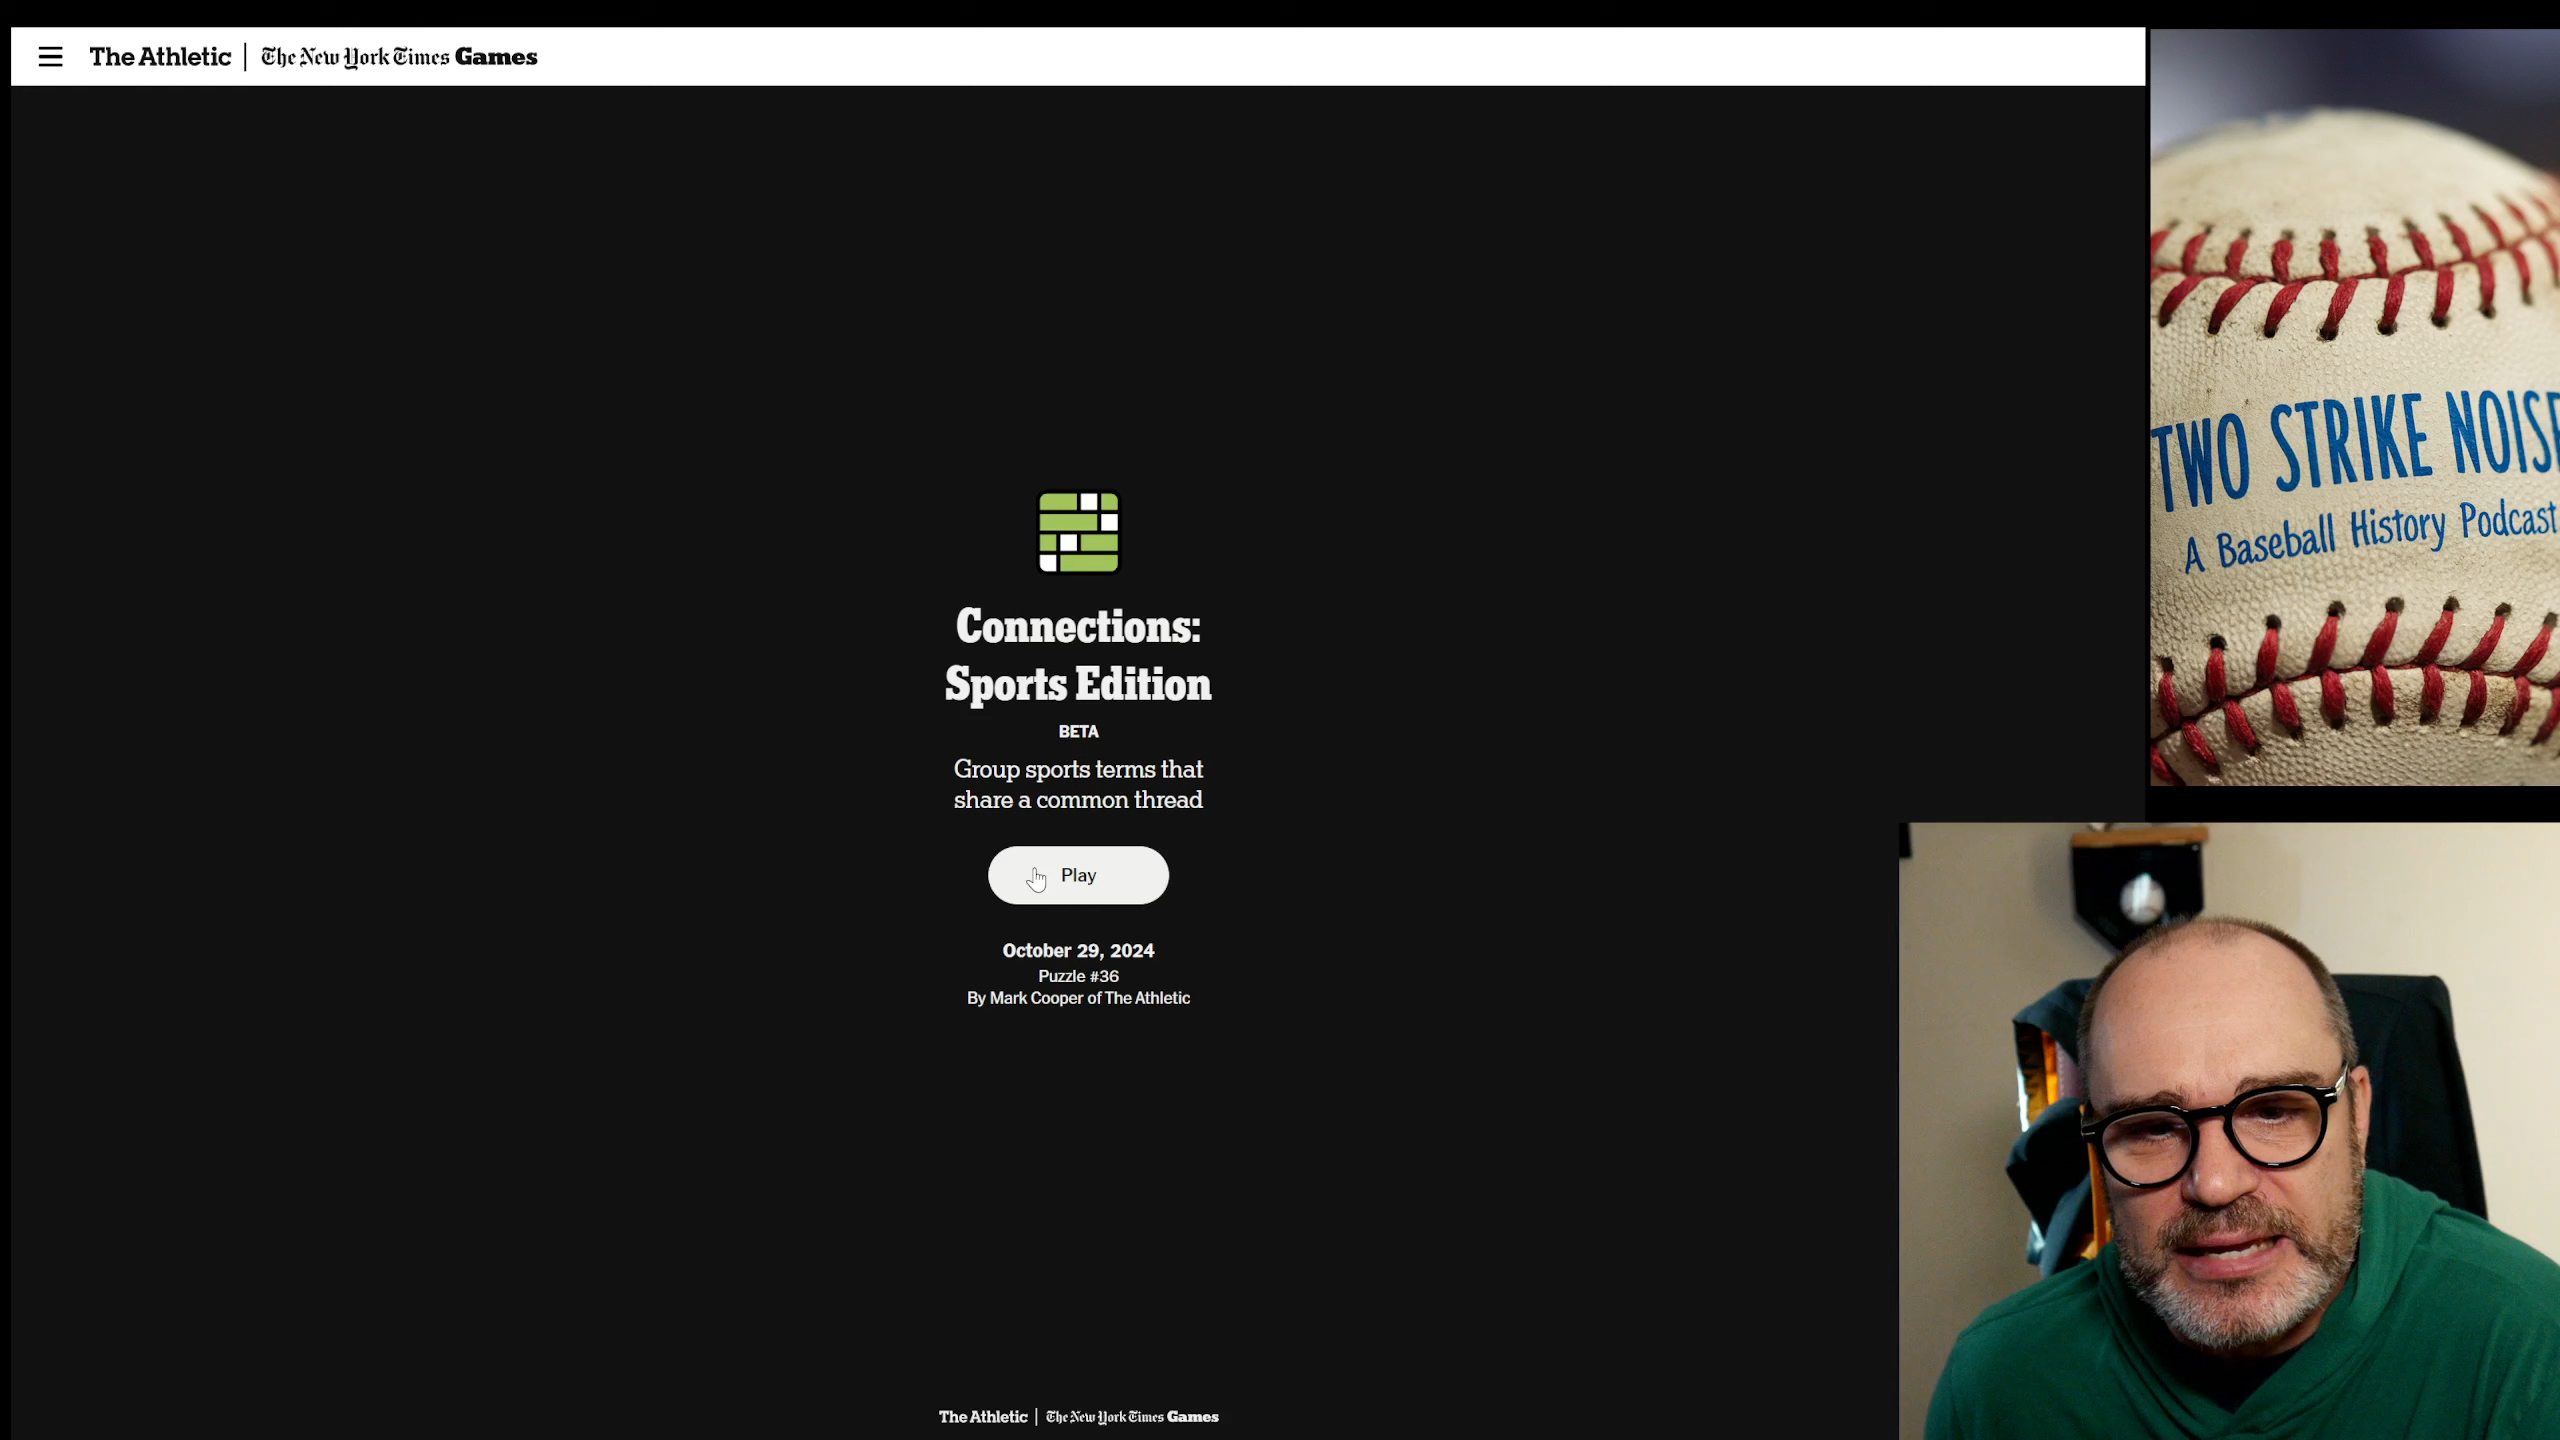 The Athletic | The New York Times Games
Connections:
Sports Edition
BETA
Group sports terms that
share a common thread
Play
October 29, 2024
Puzzle #36
By Mark Cooper of The Athletic
The Athletic | The New York Times Games
TWO STRIKE NOISE
A Baseball History Podcast